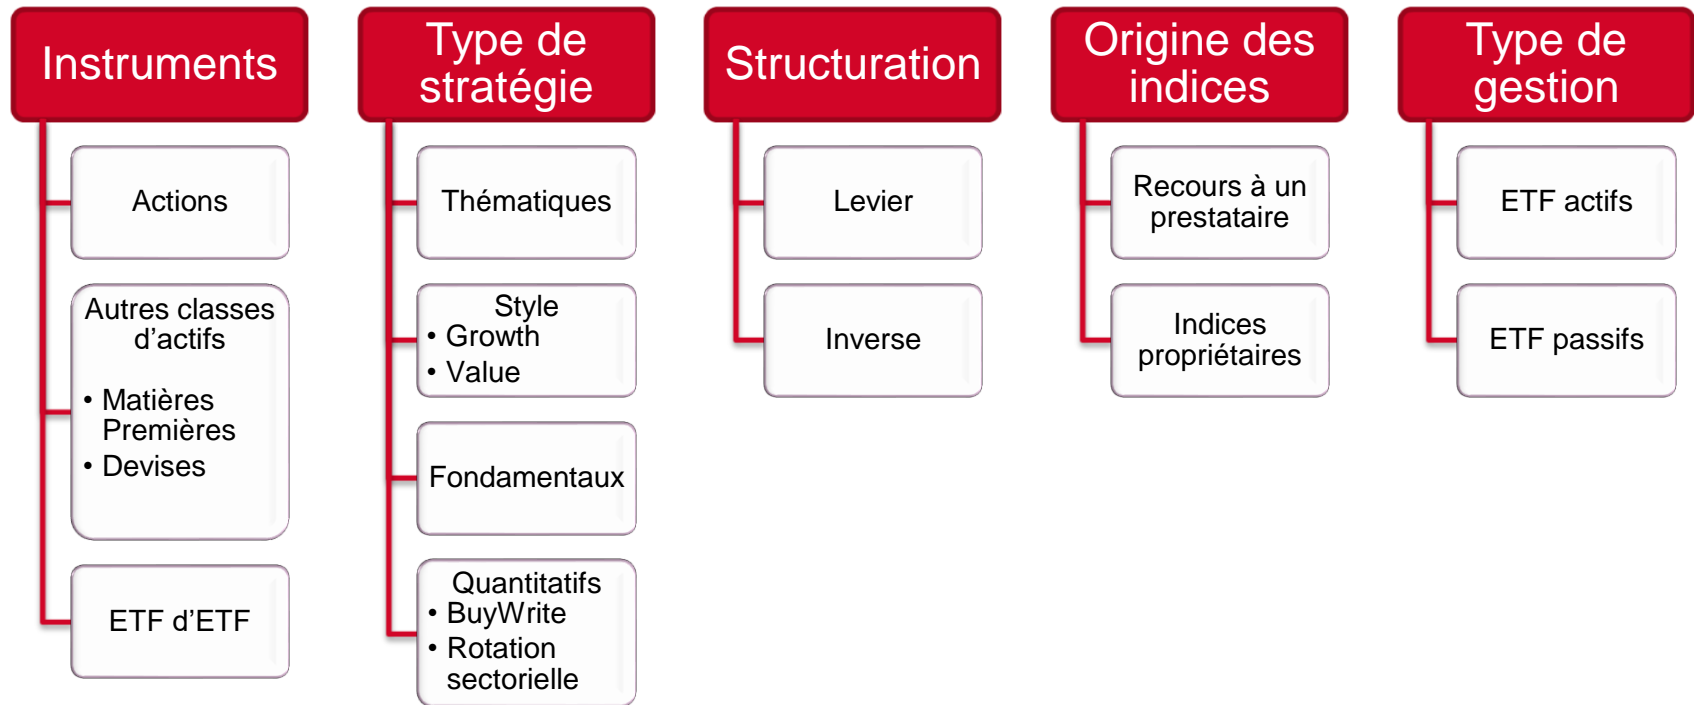 Instruments
Actions
Autres classes
d’actifs
• Matières
Premières
• Devises
ETF d’ETF
Type de
stratégie
Thématiques
Style
• Growth
• Value
Fondamentaux
Quantitatifs
• BuyWrite
• Rotation
sectorielle
Structuration
Levier
Inverse
Origine des
indices
Recours à un
prestataire
Indices
propriétaires
Type de
gestion
ETF actifs
ETF passifs